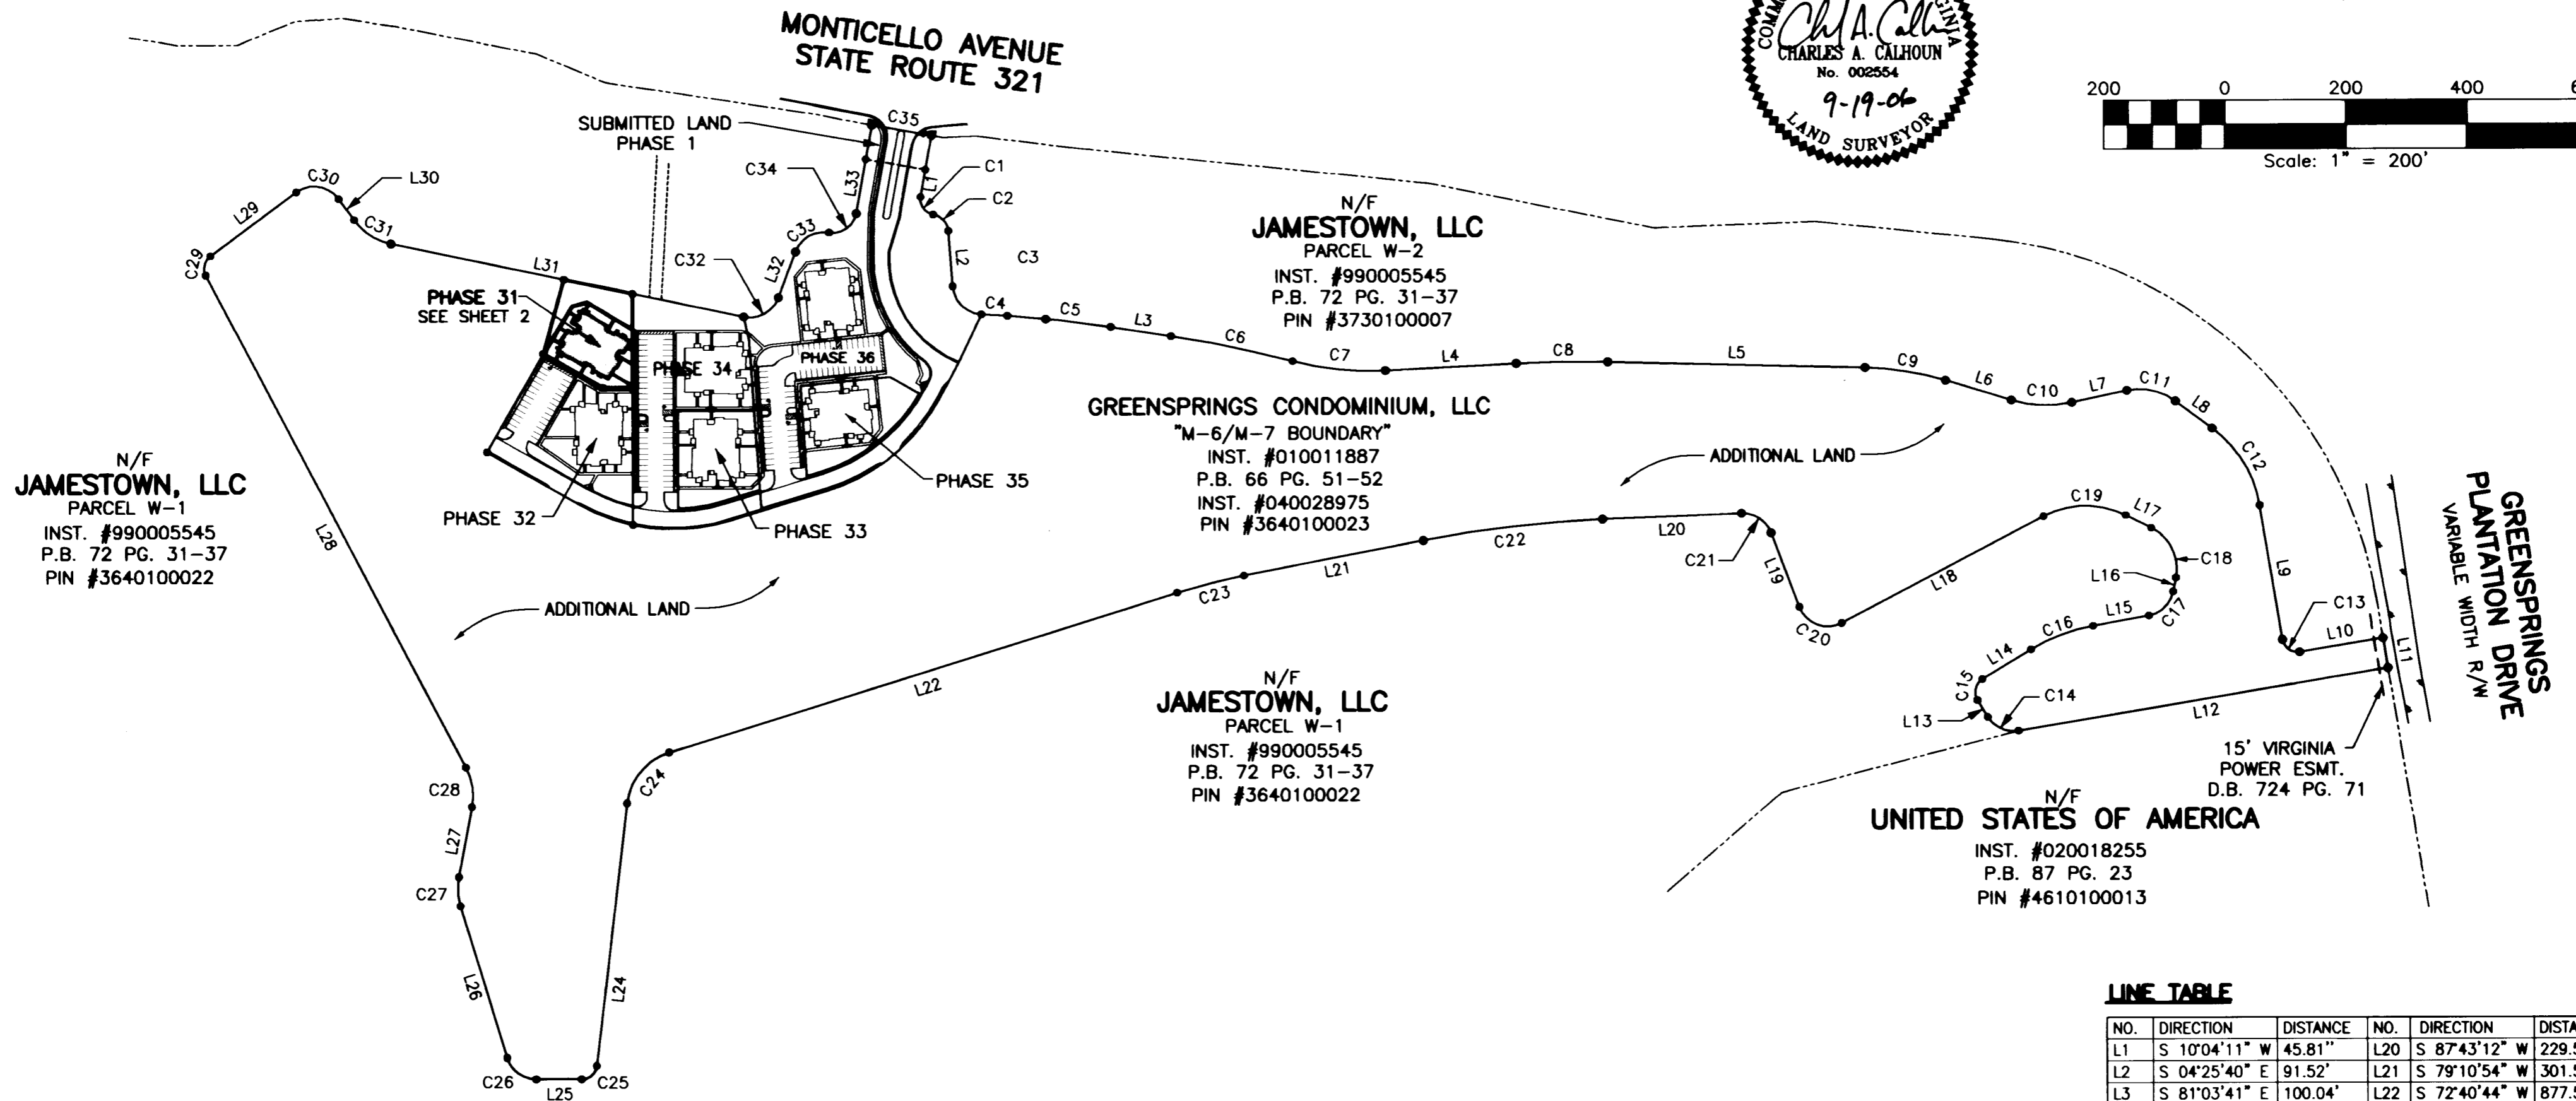 MONTICELLO AVENUE
STATE ROUTE 321
CHARLES A. CALHOUN
No. 002554
9-19-06
LAND SURVEYOR
200 0 200 400
Scale: 1" = 200'
SUBMITTED LAND
PHASE 1
C35
C34
L33
C1
L1
C2
C30
L30
L29
C31
C33
C32
L32
L2
C3
C29
L31
PHASE 31
SEE SHEET 2
C4
C5
L3
C6
C7
L4
C8
L5
C9
L6
C10
L7
C11
L8
C12
PHASE 34
PHASE 36
N/F
JAMESTOWN, LLC
PARCEL W-2
INST. #990005545
P.B. 72 PG. 31-37
PIN #3730100007
GREENSPRINGS CONDOMINIUM, LLC
"M-6/M-7 BOUNDARY"
INST. #010011887
P.B. 66 PG. 51-52
INST. #040028975
PIN #3640100023
ADDITIONAL LAND
N/F
JAMESTOWN, LLC
PARCEL W-1
INST. #990005545
P.B. 72 PG. 31-37
PIN #3640100022
L28
PHASE 32
PHASE 33
PHASE 35
ADDITIONAL LAND
GREENSPRINGS
PLANTATION DRIVE
VARIABLE WIDTH R/W
C19
L17
C18
L16
C17
L15
C16
L14
C15
L13
C14
L9
C13
L10
L11
L12
L18
C20
L19
C21
L20
C22
L21
C23
L22
C24
N/F
JAMESTOWN, LLC
PARCEL W-1
INST. #990005545
P.B. 72 PG. 31-37
PIN #3640100022
15' VIRGINIA
POWER ESMT.
D.B. 724 PG. 71
N/F
UNITED STATES OF AMERICA
INST. #020018255
P.B. 87 PG. 23
PIN #4610100013
C28
L27
C27
L26
L24
C26
L25
C25
LINE TABLE
NO. DIRECTION DISTANCE NO. DIRECTION
L1 S 10°04'11" W 45.81" L20 S 87°43'12" W
L2 S 04°25'40" E 91.52' L21 S 79°10'54" W
L3 S 81°03'41" E 100.04' L22 S 72°40'44" W